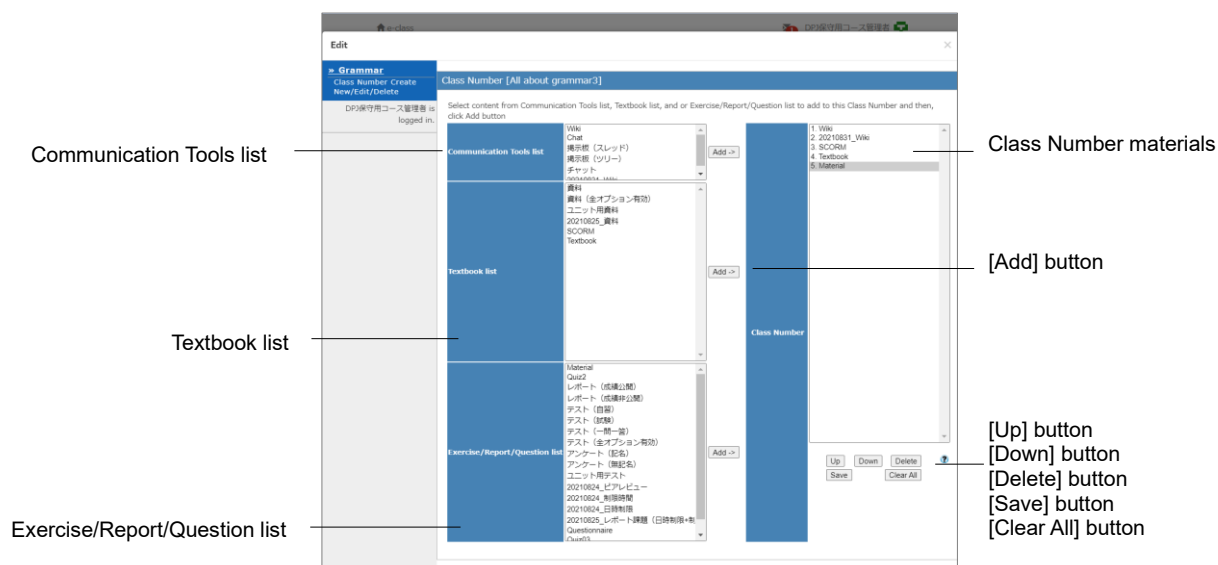 e-class
DPJ保守用コース管理者
Edit
×
» Grammar
Class Number Create
New/Edit/Delete
DPJ保守用コース管理者 is
logged in.
Class Number [All about grammar3]
Select content from Communication Tools list, Textbook list, and or Exercise/Report/Question list to add to this Class Number and then,
click Add button
Communication Tools list
Communication Tools list
Wiki
Chat
掲示板（スレッド）
掲示板（ツリー）
チャット
20210824_Wiki
Add ->
Textbook list
Textbook list
資料
資料（全オプション有効）
ユニット用資料
20210825_資料
SCORM
Textbook
Add ->
Exercise/Report/Question list
Exercise/Report/Question list
Material
Quiz2
レポート（成績公開）
レポート（成績非公開）
テスト（自習）
テスト（試験）
テスト（一問一答）
テスト（全オプション有効）
アンケート（記名）
アンケート（無記名）
ユニット用テスト
20210824_ピアレビュー
20210824_制限時間
20210824_日時制限
20210825_レポート課題（日時制限+制
Questionnaire
Quiz03
Add ->
Class Number
1. Wiki
2. 20210831_Wiki
3. SCORM
4. Textbook
5. Material
Up
Down
Delete
?
Save
Clear All
Class Number materials
[Add] button
[Up] button
[Down] button
[Delete] button
[Save] button
[Clear All] button